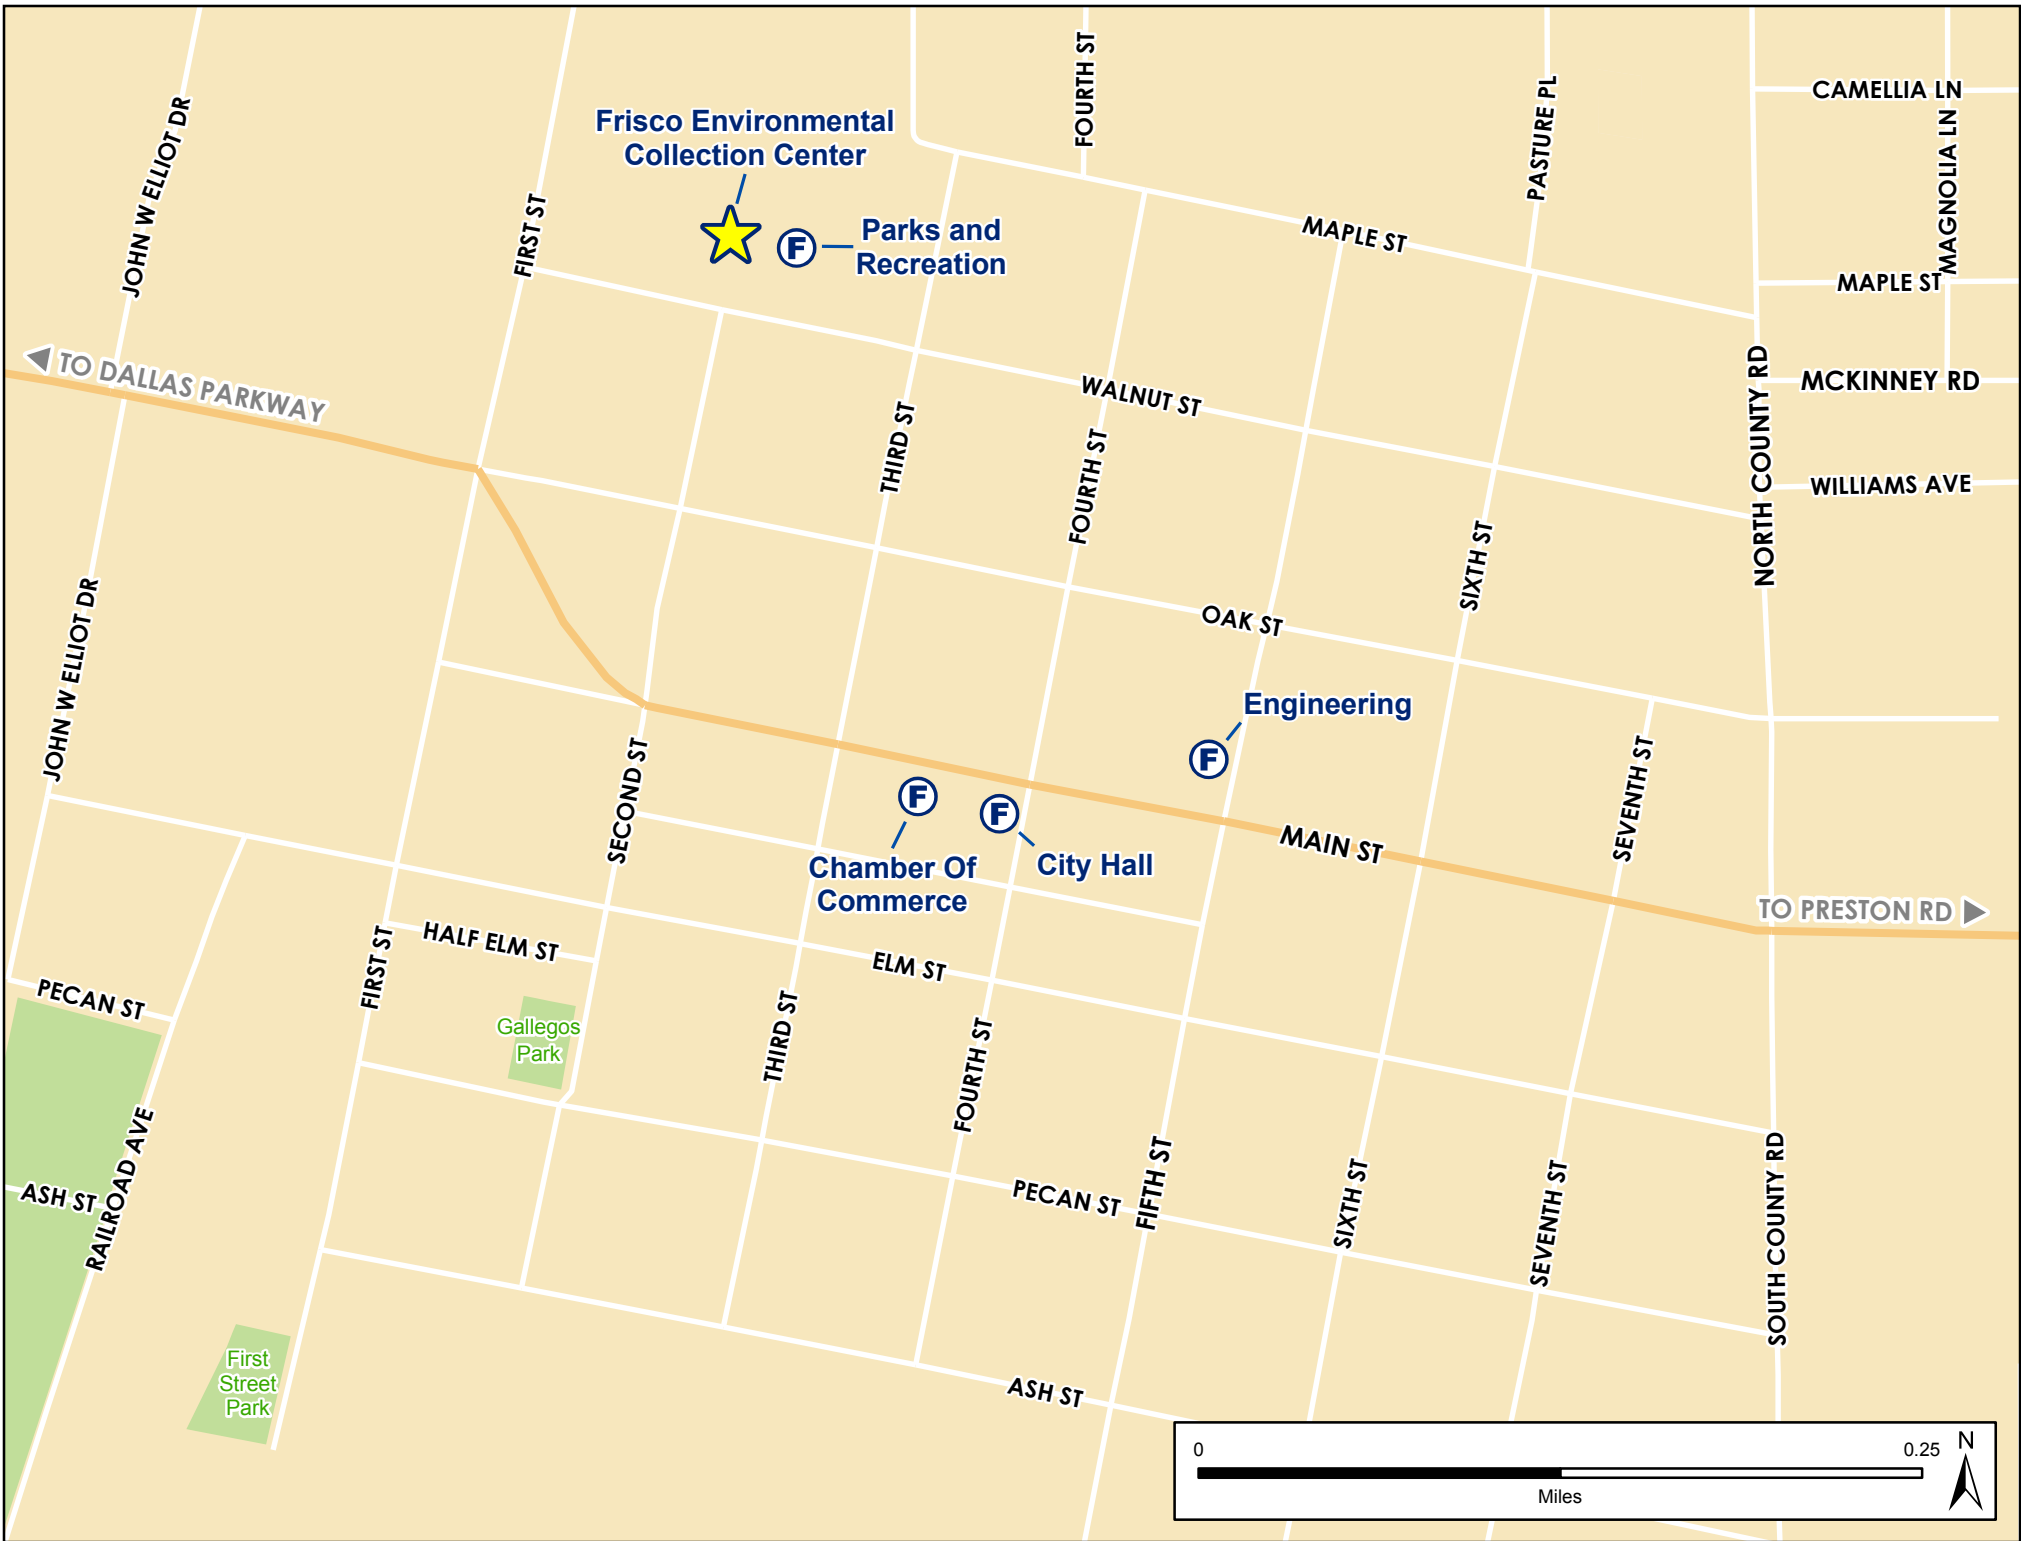 CAMELLIA LN
FOURTH ST
PASTURE PL
JOHN W ELLIOT DR
Frisco Environmental
Collection Center
MAGNOLIA LN
FIRST ST
Parks and
Recreation
MAPLE ST
MAPLE ST
TO DALLAS PARKWAY
WALNUT ST
MCKINNEY RD
NORTH COUNTY RD
THIRD ST
FOURTH ST
WILLIAMS AVE
SIXTH ST
OAK ST
JOHN W ELLIOT DR
Engineering
SECOND ST
SEVENTH ST
F
F
F
F
MAIN ST
Chamber Of
Commerce
City Hall
TO PRESTON RD
HALF ELM ST
FIRST ST
ELM ST
PECAN ST
Gallegos
Park
THIRD ST
FOURTH ST
RAILROAD AVE
ASH ST
PECAN ST
FIFTH ST
SIXTH ST
SEVENTH ST
SOUTH COUNTY RD
First
Street
Park
ASH ST
0
0.25
N
Miles